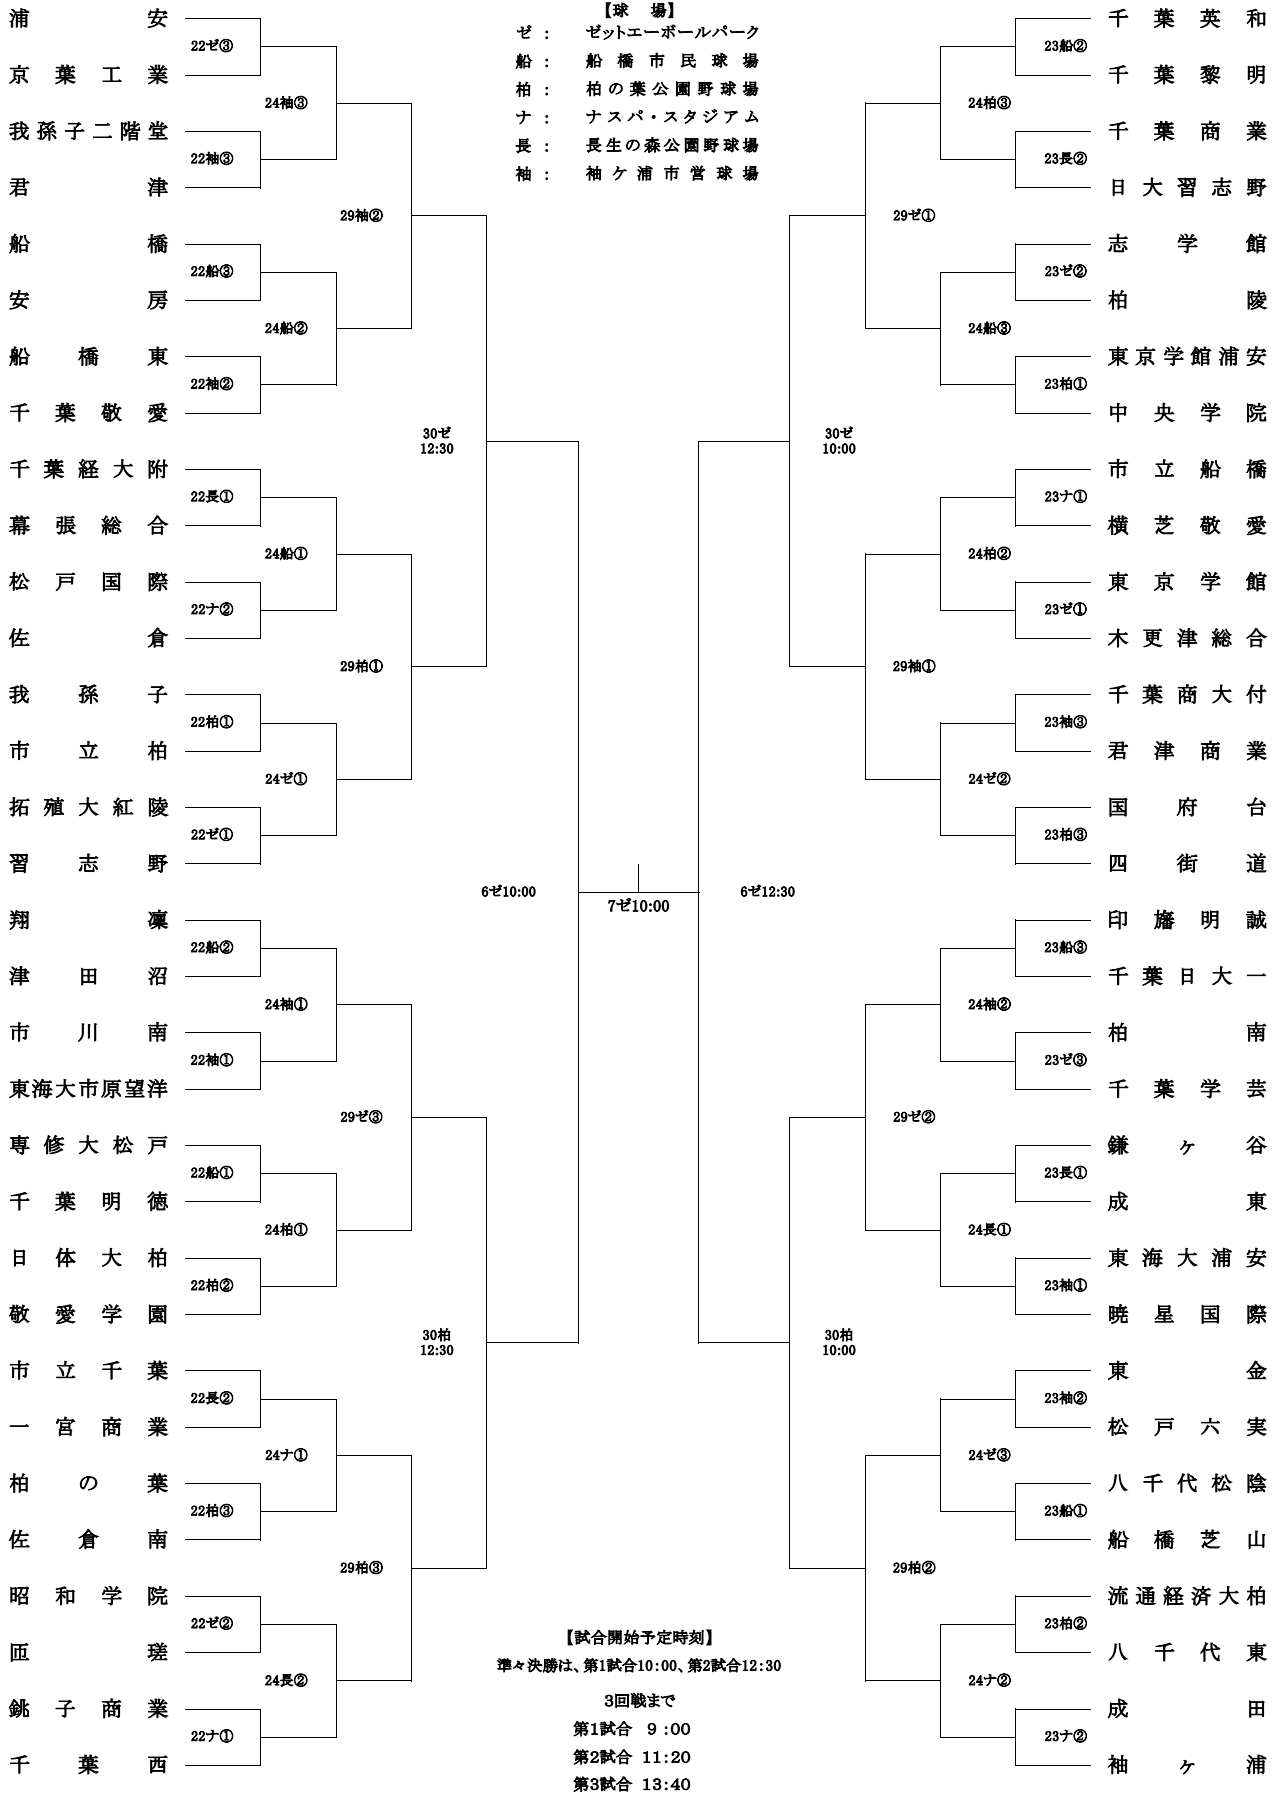 【球　場】
ゼ ： ゼットエーボールパーク
船 ： 船橋市民球場
柏 ： 柏の葉公園野球場
ナ ： ナスパ・スタジアム
長 ： 長生の森公園野球場
袖 ： 袖ケ浦市営球場
浦安
22ゼ③
京葉工業
24袖③
我孫子二階堂
22袖③
君津
29袖②
船橋
22船③
安房
24船②
船橋東
22袖②
千葉敬愛
30ゼ
12:30
千葉経大附
22長①
幕張総合
24船①
松戸国際
22ナ②
佐倉
29柏①
我孫子
22柏①
市立柏
24ゼ①
拓殖大紅陵
22ゼ①
習志野
6ゼ10:00
翔凜
22船②
津田沼
24袖①
市川南
22袖①
東海大市原望洋
29ゼ③
専修大松戸
22船①
千葉明徳
24柏①
日体大柏
22柏②
敬愛学園
30柏
12:30
市立千葉
22長②
一宮商業
24ナ①
柏の葉
22柏③
佐倉南
29柏③
昭和学院
22ゼ②
匝瑳
24長②
銚子商業
22ナ①
千葉西
7ゼ10:00
千葉英和
23船②
千葉黎明
24柏③
千葉商業
23長②
日大習志野
29ゼ①
志学館
23ゼ②
柏陵
24船③
東京学館浦安
23柏①
中央学院
30ゼ
10:00
市立船橋
23ナ①
横芝敬愛
24柏②
東京学館
23ゼ①
木更津総合
29袖①
千葉商大付
23袖③
君津商業
24ゼ②
国府台
23柏③
四街道
6ゼ12:30
印旛明誠
23船③
千葉日大一
24袖②
柏南
23ゼ③
千葉学芸
29ゼ②
鎌ヶ谷
23長①
成東
24長①
東海大浦安
23袖①
暁星国際
30柏
10:00
東金
23袖②
松戸六実
24ゼ③
八千代松陰
23船①
船橋芝山
29柏②
流通経済大柏
23柏②
八千代東
24ナ②
成田
23ナ②
袖ヶ浦
【試合開始予定時刻】
準々決勝は、第1試合10:00、第2試合12:30
3回戦まで
第1試合 9:00
第2試合 11:20
第3試合 13:40